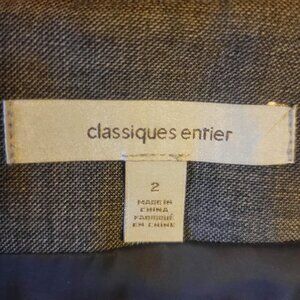 classiques entier
2
MADE IN
CHINA
FABRIQUÉ
EN CHINE